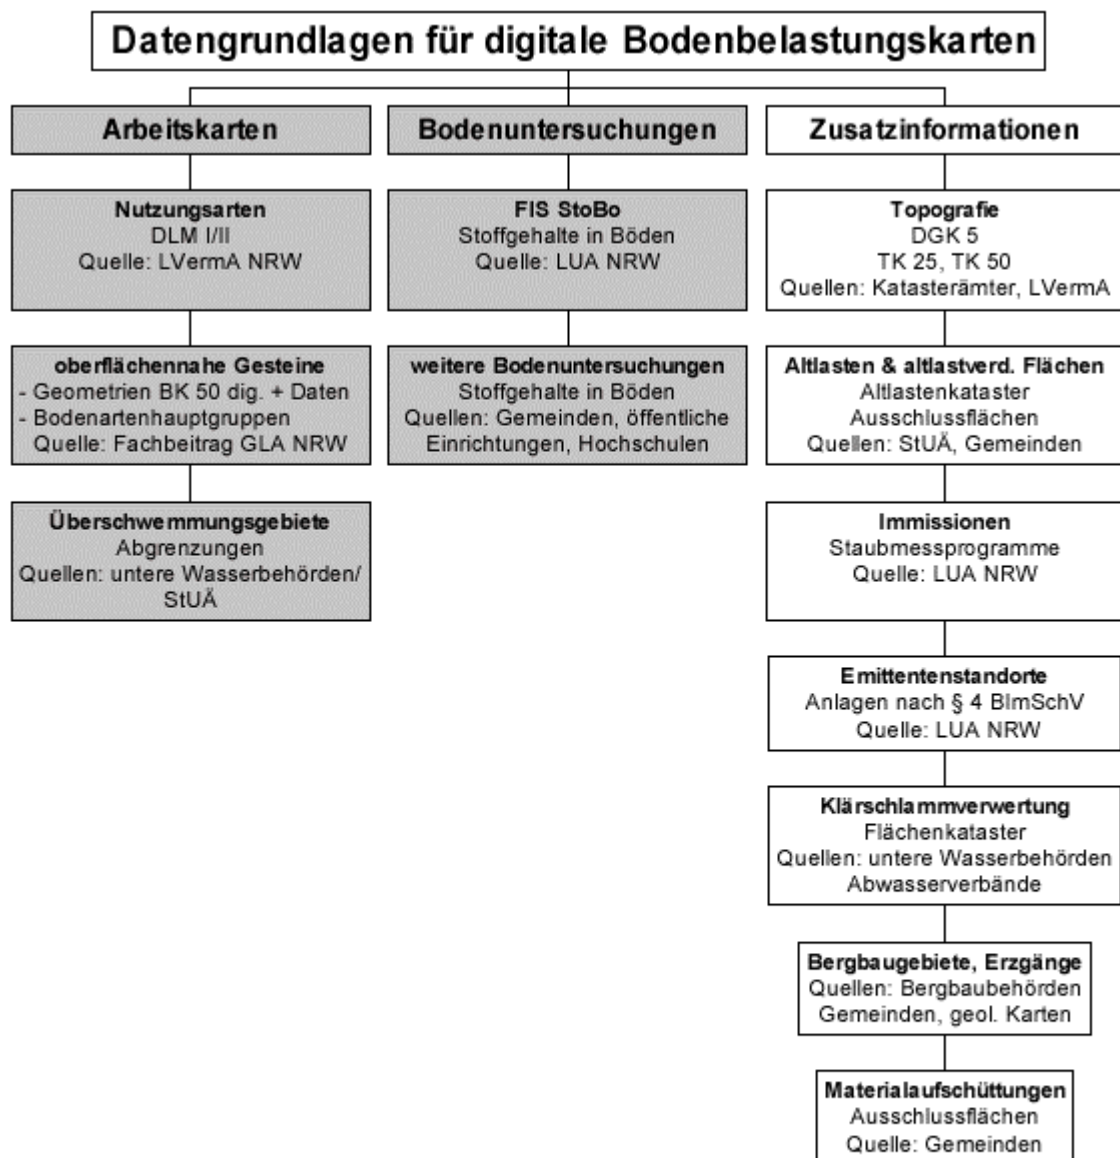 Datengrundlagen für digitale Bodenbelastungskarten
Arbeitskarten
Nutzungsarten
DLM I/II
Quelle: LVermA NRW
oberflächennahe Gesteine
- Geometrien BK 50 dig. + Daten
- Bodenartenhauptgruppen
Quelle: Fachbeitrag GLA NRW
Überschwemmungsgebiete
Abgrenzungen
Quellen: untere Wasserbehörden/
StUÄ
Bodenuntersuchungen
FIS StoBo
Stoffgehalte in Böden
Quelle: LUA NRW
weitere Bodenuntersuchungen
Stoffgehalte in Böden
Quellen: Gemeinden, öffentliche
Einrichtungen, Hochschulen
Zusatzinformationen
Topografie
DGK 5
TK 25, TK 50
Quellen: Katasterämter, LVermA
Altlasten & altlastverd. Flächen
Altlastenkataster
Ausschlussflächen
Quellen: StUÄ, Gemeinden
Immissionen
Staubmessprogramme
Quelle: LUA NRW
Emittentenstandorte
Anlagen nach § 4 BImSchV
Quelle: LUA NRW
Klärschlammverwertung
Flächenkataster
Quellen: untere Wasserbehörden
Abwasserverbände
Bergbaugebiete, Erzgänge
Quellen: Bergbaubehörden
Gemeinden, geol. Karten
Materialaufschüttungen
Ausschlussflächen
Quelle: Gemeinden